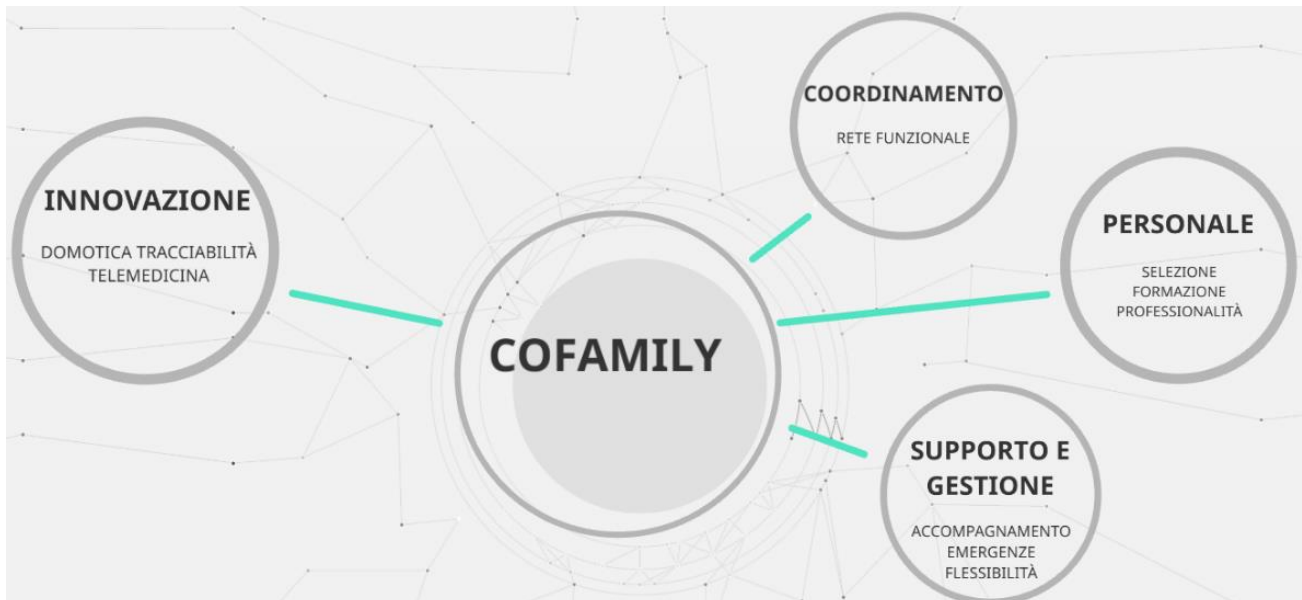 COORDINAMENTO
RETE FUNZIONALE
INNOVAZIONE
DOMOTICA TRACCIABILITÀ
TELEMEDICINA
PERSONALE
SELEZIONE
FORMAZIONE
PROFESSIONALITÀ
COFAMILY
SUPPORTO E
GESTIONE
ACCOMPAGNAMENTO
EMERGENZE
FLESSIBILITÀ